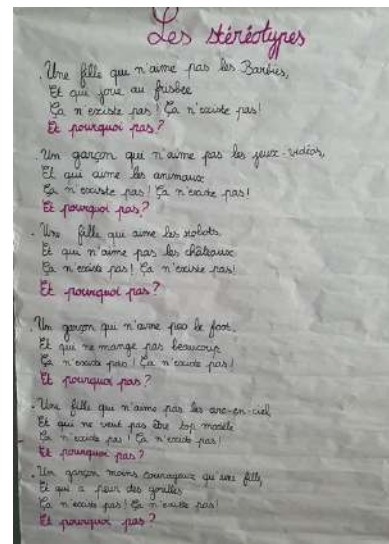 Les stéréotypes
. Une fille qui n'aime pas les Barbies,
Et qui joue au frisbee
Ça n'existe pas ! Ça n'existe pas !
Et pourquoi pas ?
. Un garçon qui n'aime pas les jeux-vidéos,
Et qui aime les animaux
Ça n'existe pas ! Ça n'existe pas !
Et pourquoi pas ?
. Une fille qui aime les robots
Et qui n'aime pas les châteaux
Ça n'existe pas ! Ça n'existe pas !
Et pourquoi pas ?
. Un garçon qui n'aime pas le foot.
Et qui ne mange pas beaucoup
Ça n'existe pas ! Ça n'existe pas !
Et pourquoi pas ?
. Une fille qui n'aime pas les arc-en-ciel,
Et qui ne veut pas être top modèle
Ça n'existe pas ! Ça n'existe pas !
Et pourquoi pas ?
. Un garçon moins courageux qu'une fille,
Et qui a peur des gorilles
Ça n'existe pas ! Ça n'existe pas !
Et pourquoi pas ?